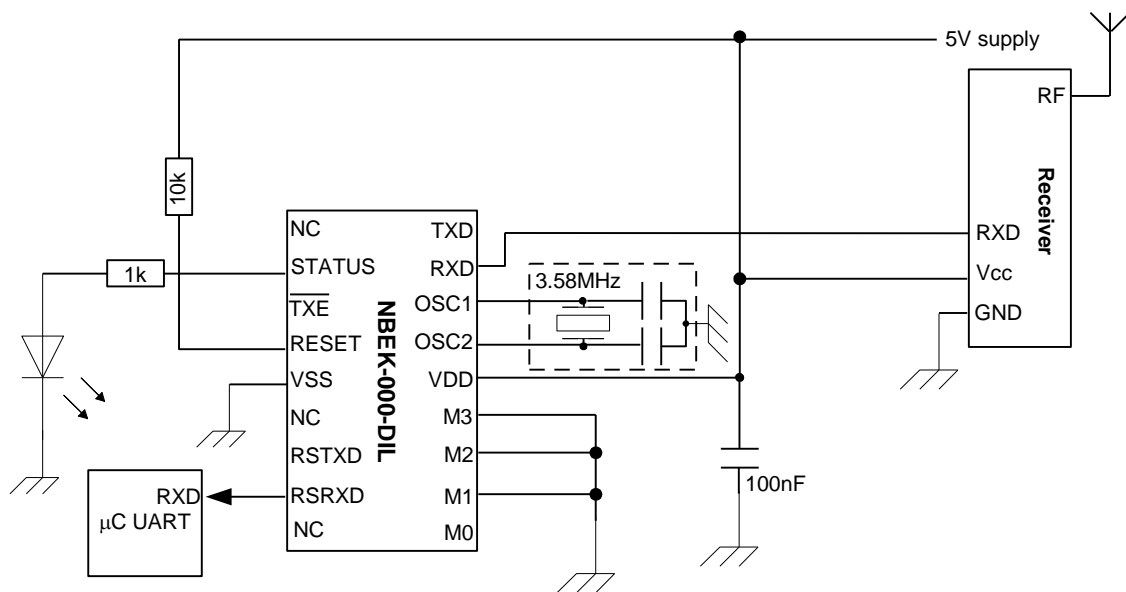 5V supply
RF
Receiver
RXD
Vcc
GND
10k
1k
NC
STATUS
TXE
RESET
VSS
NC
RSTXD
RSRXD
NC
NBEK-000-DIL
TXD
RXD
OSC1
OSC2
VDD
M3
M2
M1
M0
3.58MHz
100nF
RXD
μC UART